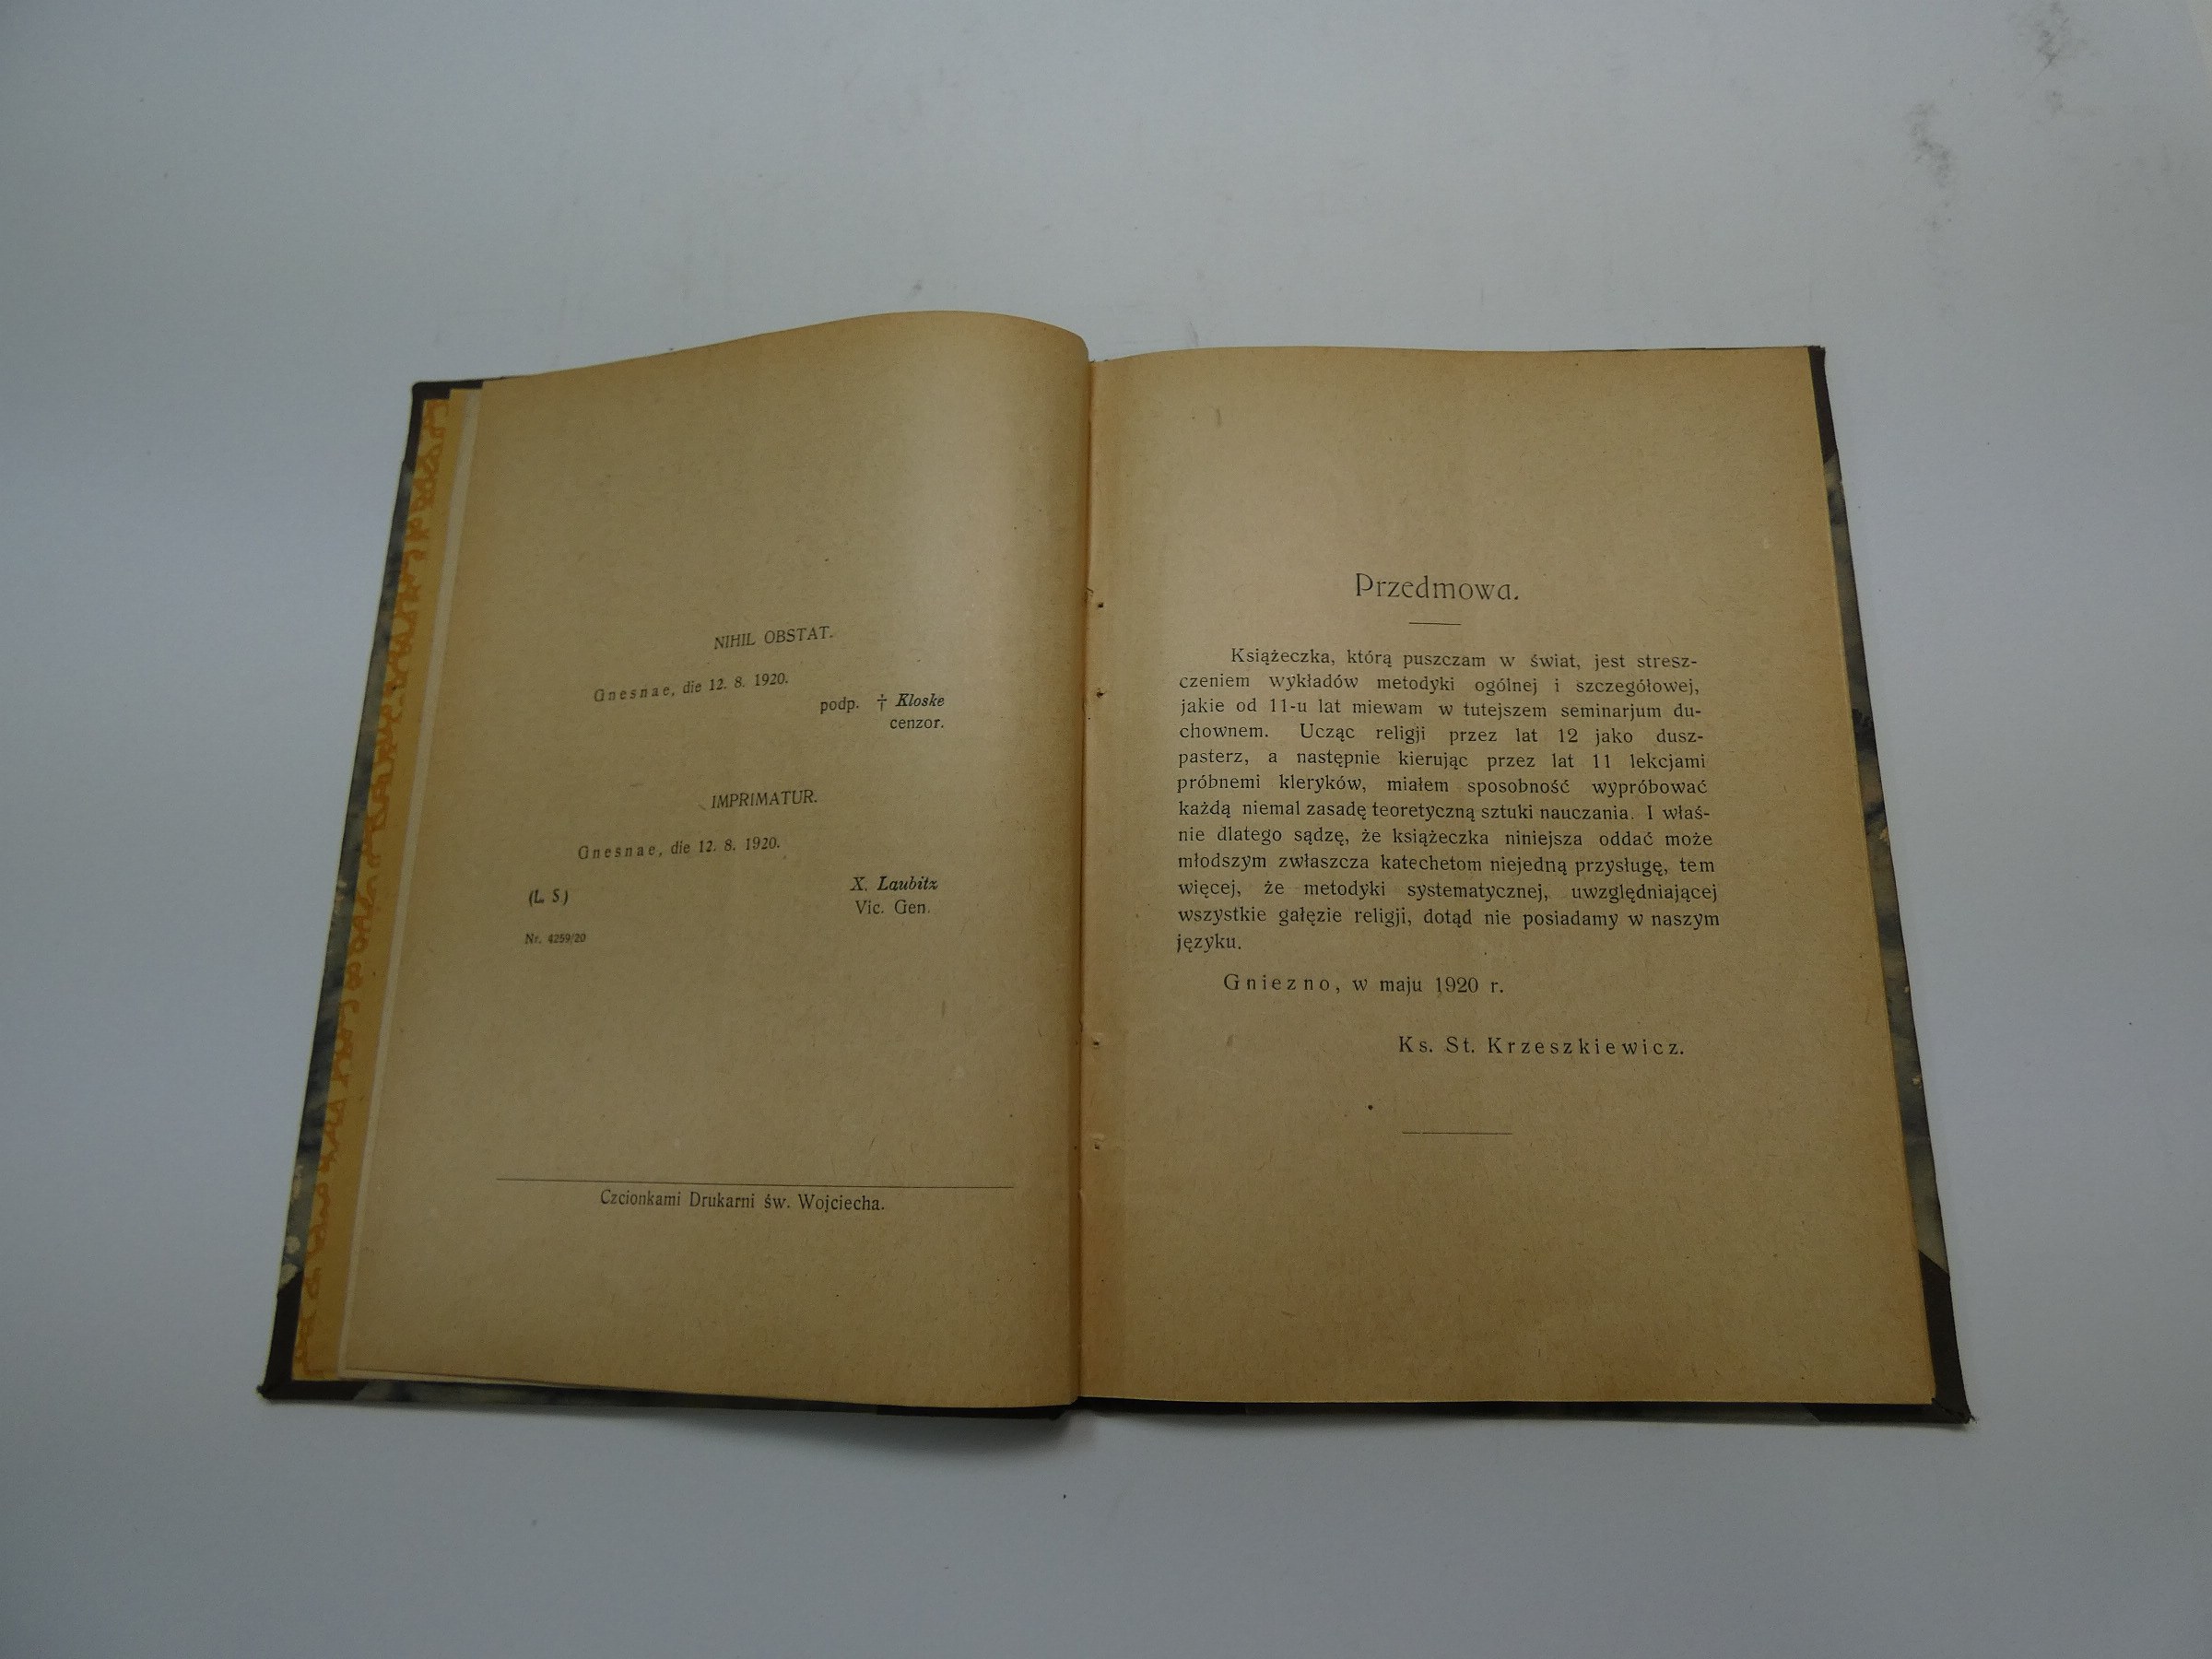 NIHIL OBSTAT.
Gnesnae, die 12. 8. 1920.
podp. † Kloske
cenzor.
IMPRIMATUR.
Gnesnae, die 12. 8. 1920.
(L. S.)
X. Laubitz
Vic. Gen.
Nr. 4259/20
Czcionkami Drukarni św. Wojciecha.
Przedmowa.
Książeczka, którą puszczam w świat, jest stresz-
czeniem wykładów metodyki ogólnej i szczegółowej,
jakie od 11-u lat miewam w tutejszem seminarjum du-
chownem. Ucząc religji przez lat 12 jako dusz-
pasterz, a następnie kierując przez lat 11 lekcjami
próbnemi kleryków, miałem sposobność wypróbować
każdą niemal zasadę teoretyczną sztuki nauczania. I właś-
nie dlatego sądzę, że książeczka niniejsza oddać może
młodszym zwłaszcza katechetom niejedną przysługę, tem
więcej, że metodyki systematycznej, uwzględniającej
wszystkie gałęzie religji, dotąd nie posiadamy w naszym
języku.
Gniezno, w maju 1920 r.
Ks. St. Krzeszkiewicz.